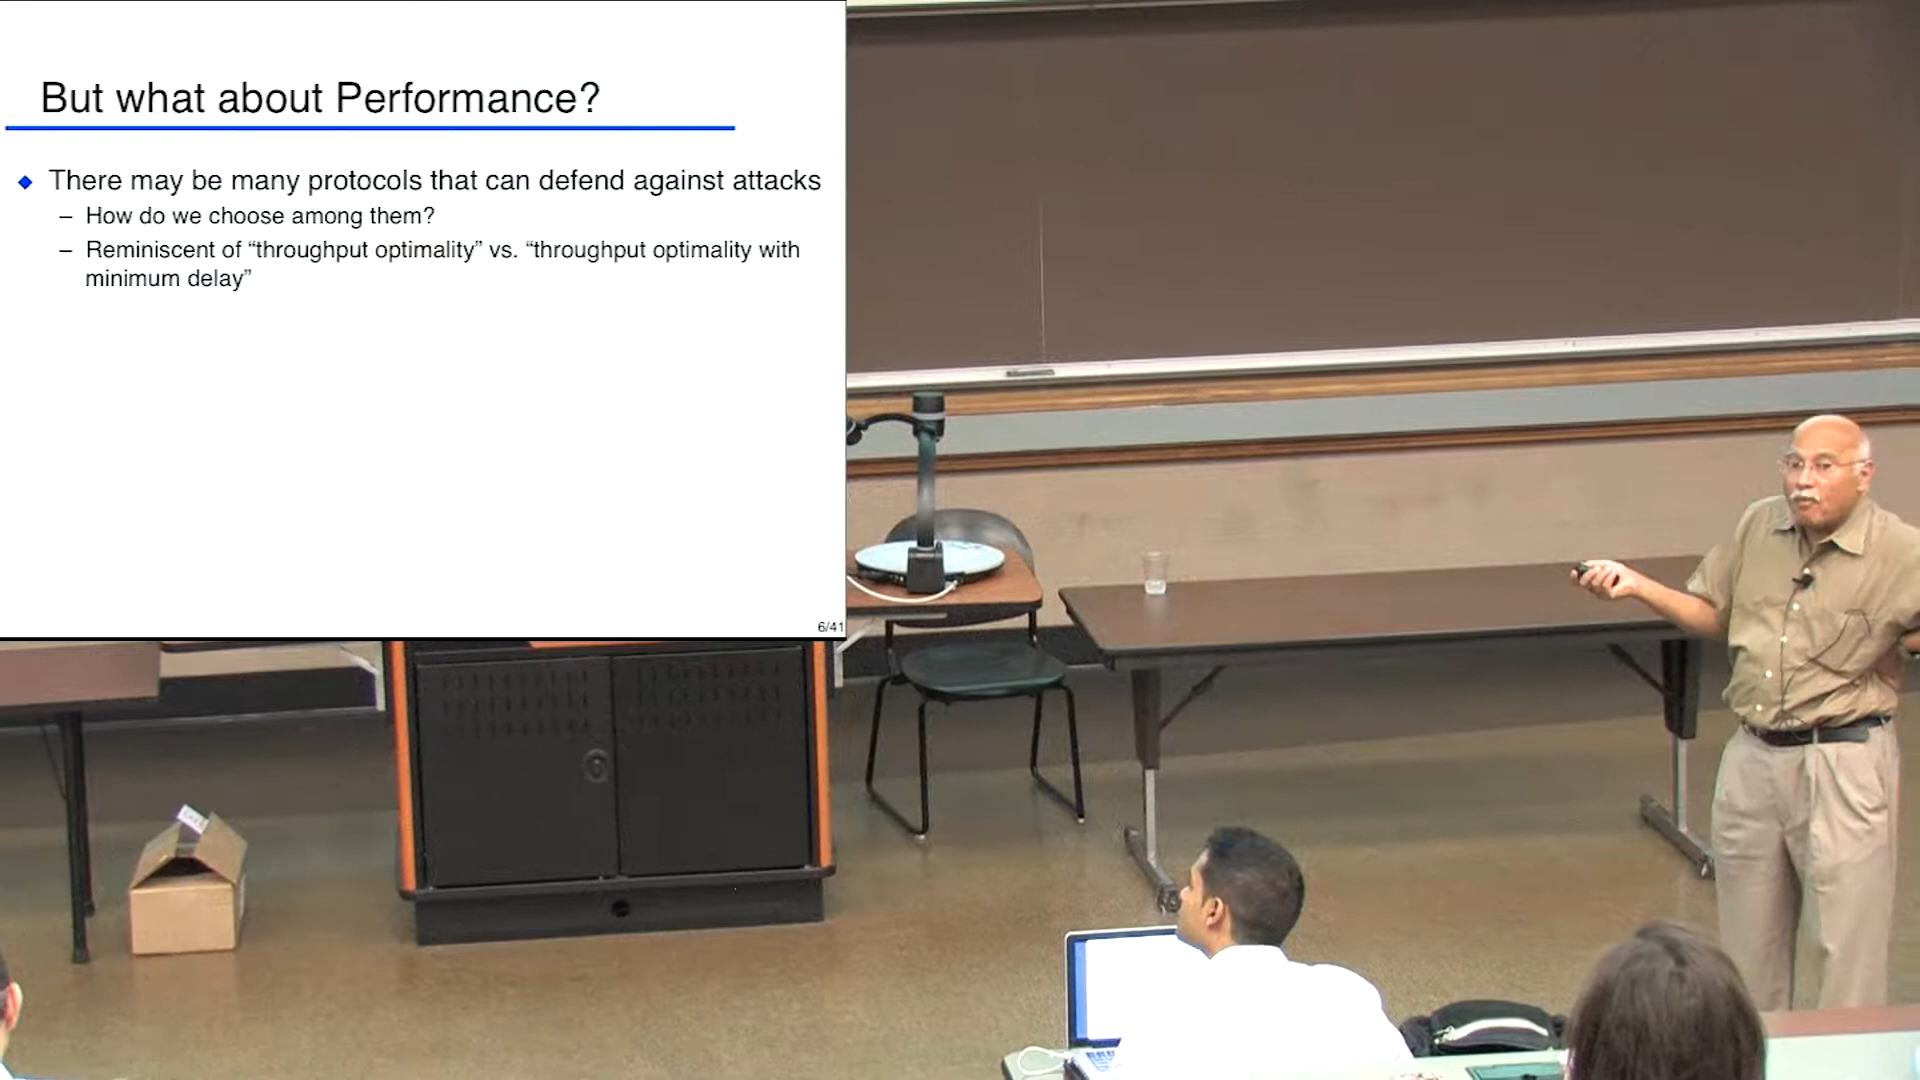 But what about Performance?
◆ There may be many protocols that can defend against attacks
– How do we choose among them?
– Reminiscent of “throughput optimality” vs. “throughput optimality with
minimum delay”
6/41